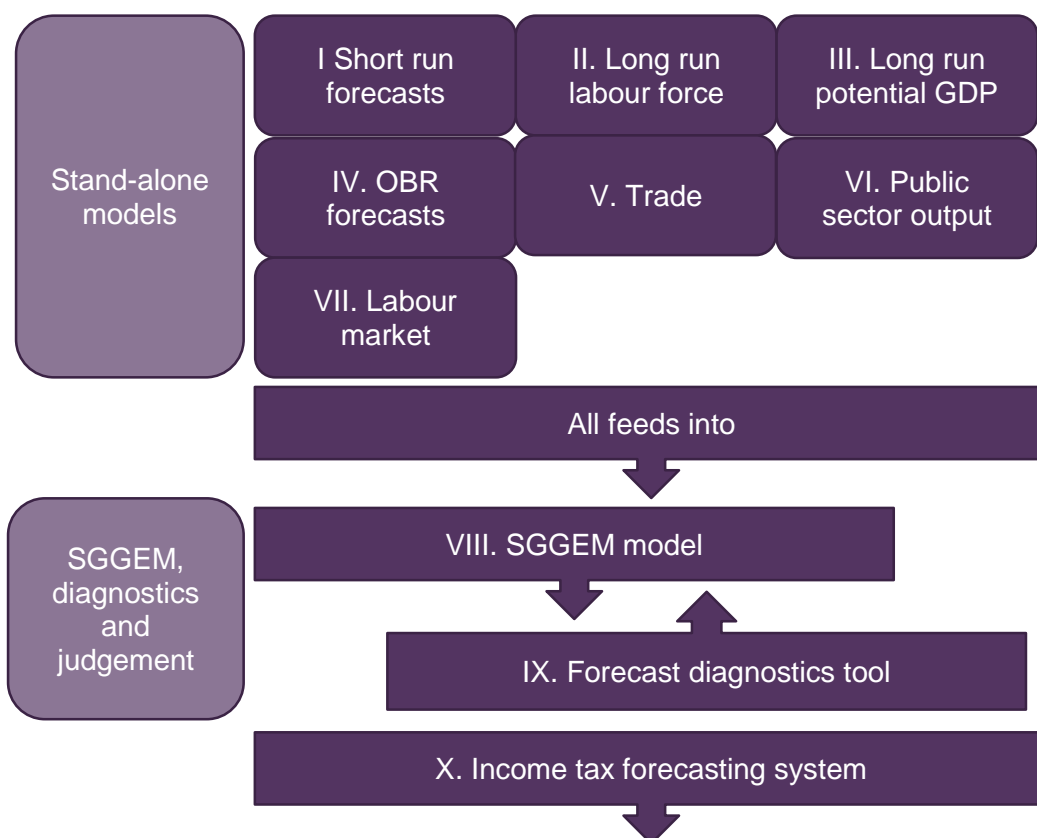 I Short run
forecasts
II. Long run
labour force
III. Long run
potential GDP
Stand-alone
models
IV. OBR
forecasts
V. Trade
VI. Public
sector output
VII. Labour
market
All feeds into
SGGEM,
diagnostics
and
judgement
VIII. SGGEM model
IX. Forecast diagnostics tool
X. Income tax forecasting system